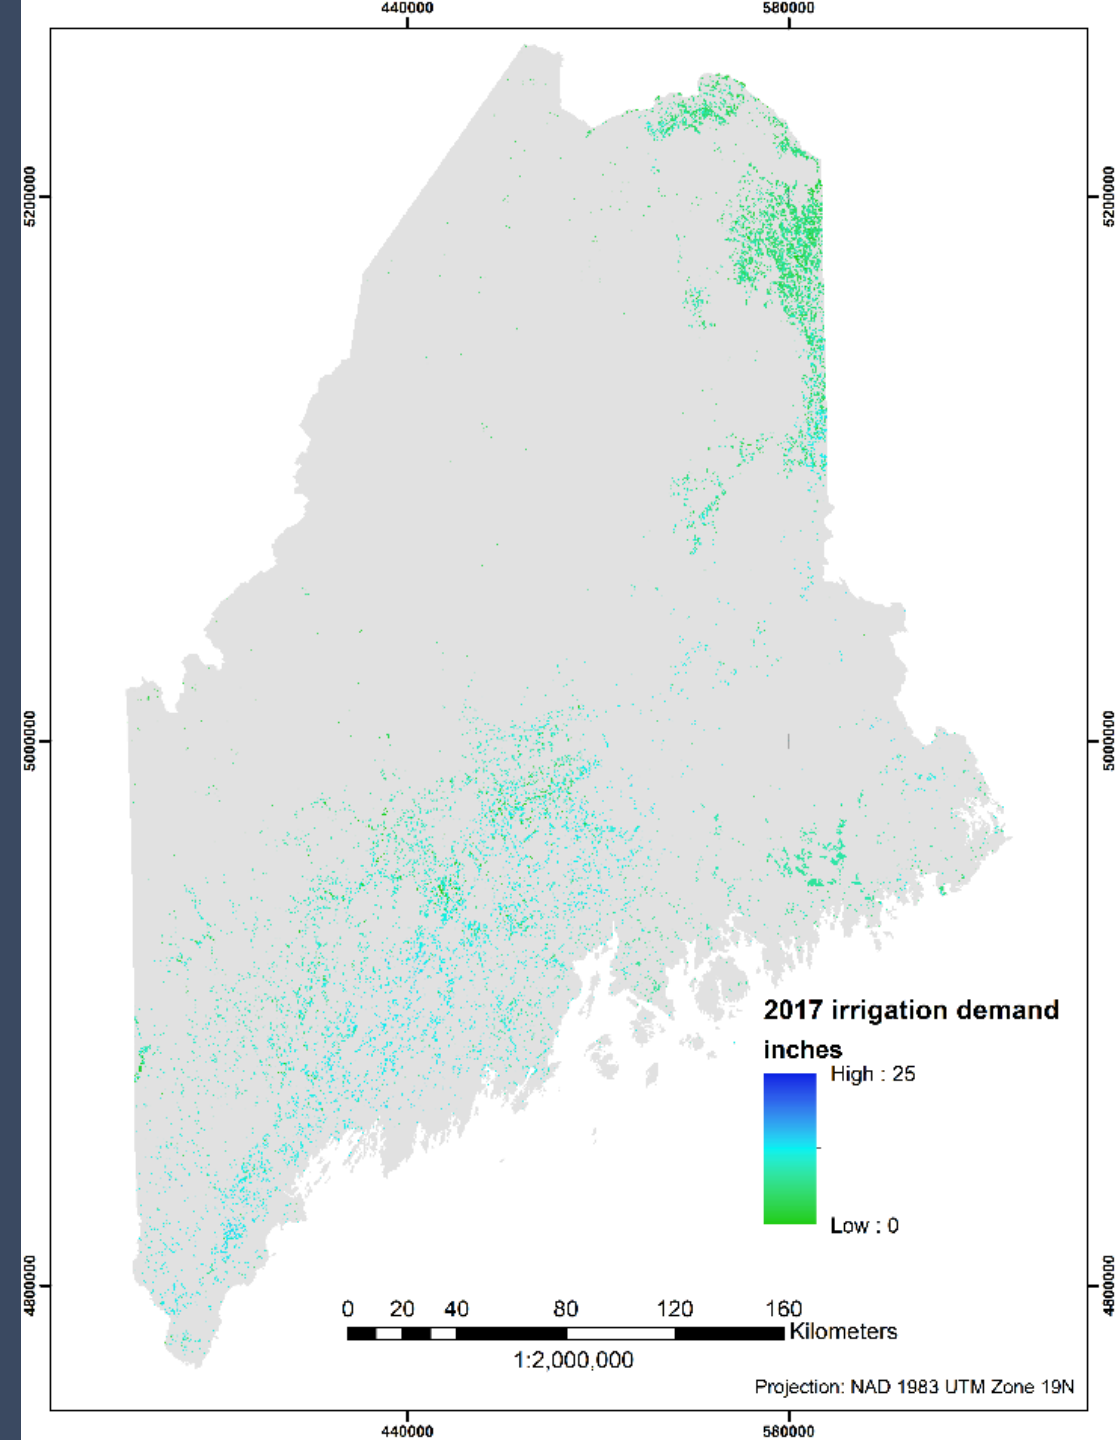 440000 580000
5200000 5200000
5000000 5000000
2017 irrigation demand
inches
High : 25
Low : 0
4800000 4800000
0 20 40 80 120 160
Kilometers
1:2,000,000
Projection: NAD 1983 UTM Zone 19N
440000 580000